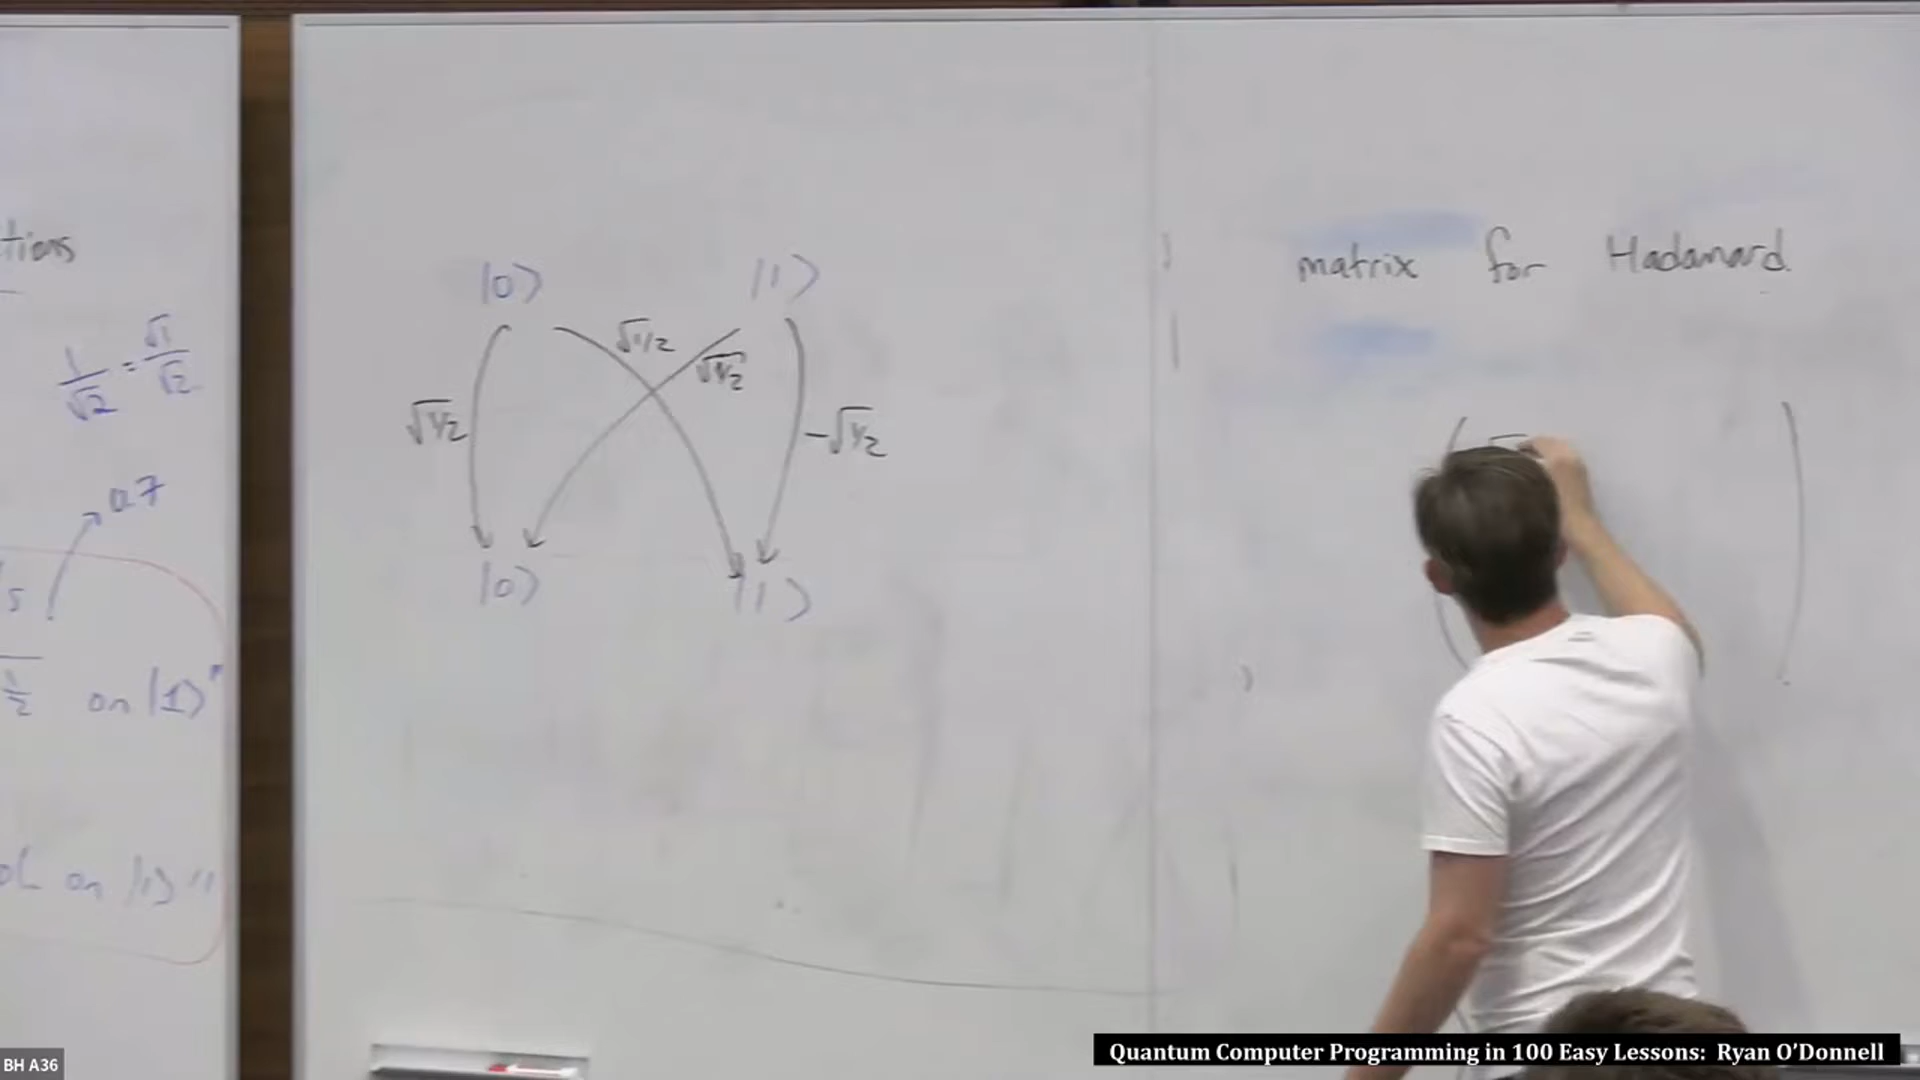 tions
1/√2 = √1/√2
0.7
1/2 on |1⟩"
on |1⟩"
|0⟩ |1⟩
√1/2 √1/2 √1/2 -√1/2
|0⟩ |1⟩
matrix for Hadamard
BH A36
Quantum Computer Programming in 100 Easy Lessons: Ryan O'Donnell